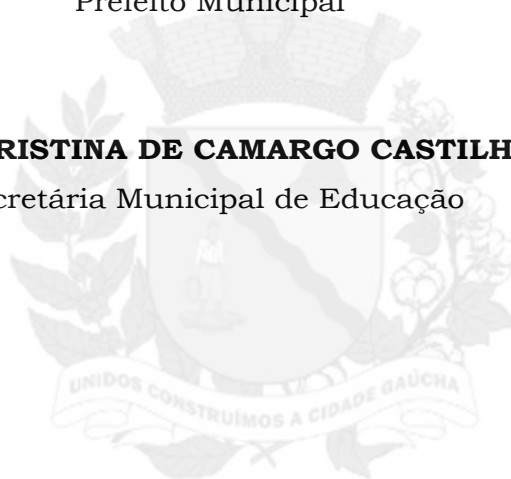 Prefeito Municipal
RISTINA DE CAMARGO CASTILH
cretária Municipal de Educação
UNIDOS CONSTRUÍMOS A CIDADE GAÚCHA